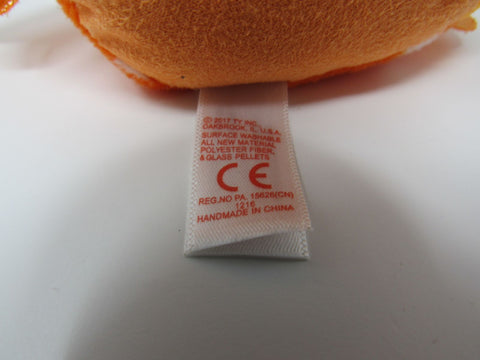 © 2017 TY INC.,
OAKBROOK, IL, U.S.A.
SURFACE WASHABLE
ALL NEW MATERIAL
POLYESTER FIBER,
& GLASS PELLETS
CE
REG.NO PA. 15626(CN)
1216
HANDMADE IN CHINA